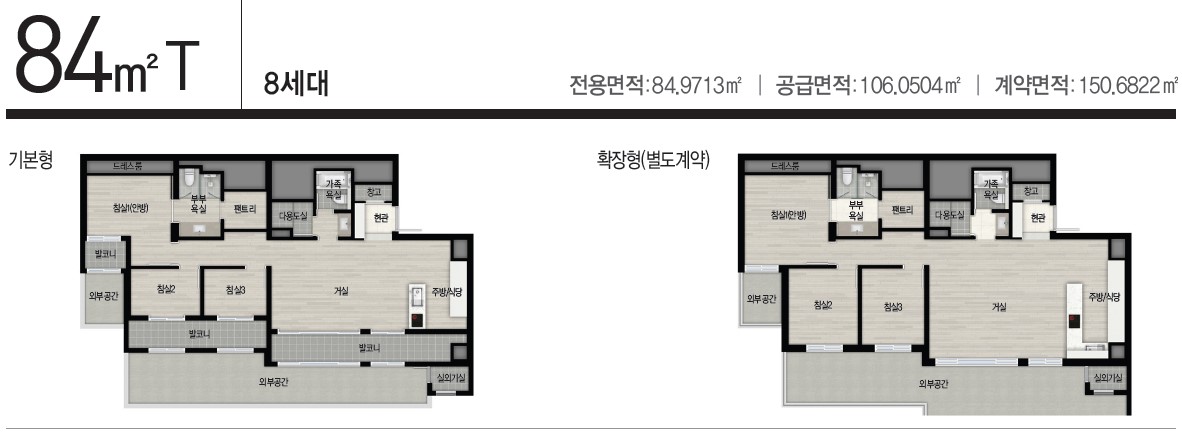 84m² T
8세대
전용면적:84.9713㎡ | 공급면적:106.0504㎡ | 계약면적:150.6822㎡
기본형
드레스룸
침실1(안방)
부부
욕실
팬트리
가족
욕실
창고
다용도실
현관
발코니
외부공간
침실2
침실3
거실
주방/식당
발코니
발코니
외부공간
실외기실
확장형(별도계약)
드레스룸
침실1(안방)
부부
욕실
팬트리
가족
욕실
창고
다용도실
현관
외부공간
침실2
침실3
거실
주방/식당
외부공간
실외기실